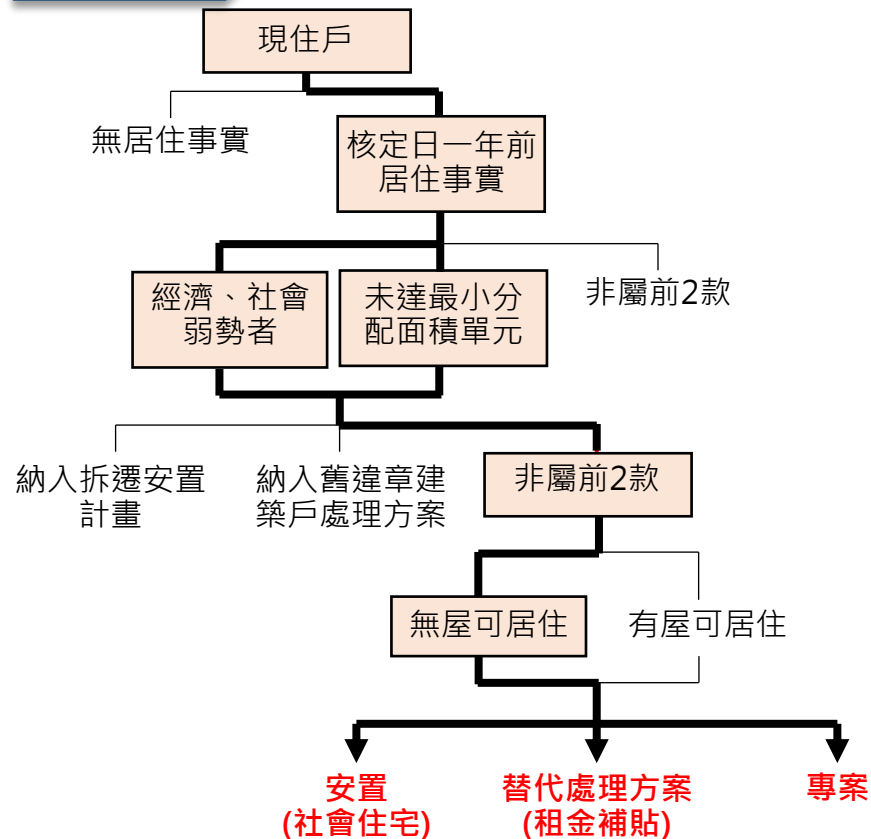 現住戶
無居住事實
核定日一年前
居住事實
經濟、社會
弱勢者
未達最小分
配面積單元
非屬前2款
納入拆遷安置
計畫
納入舊違章建
築戶處理方案
非屬前2款
無屋可居住
有屋可居住
安置
(社會住宅)
替代處理方案
(租金補貼)
專案